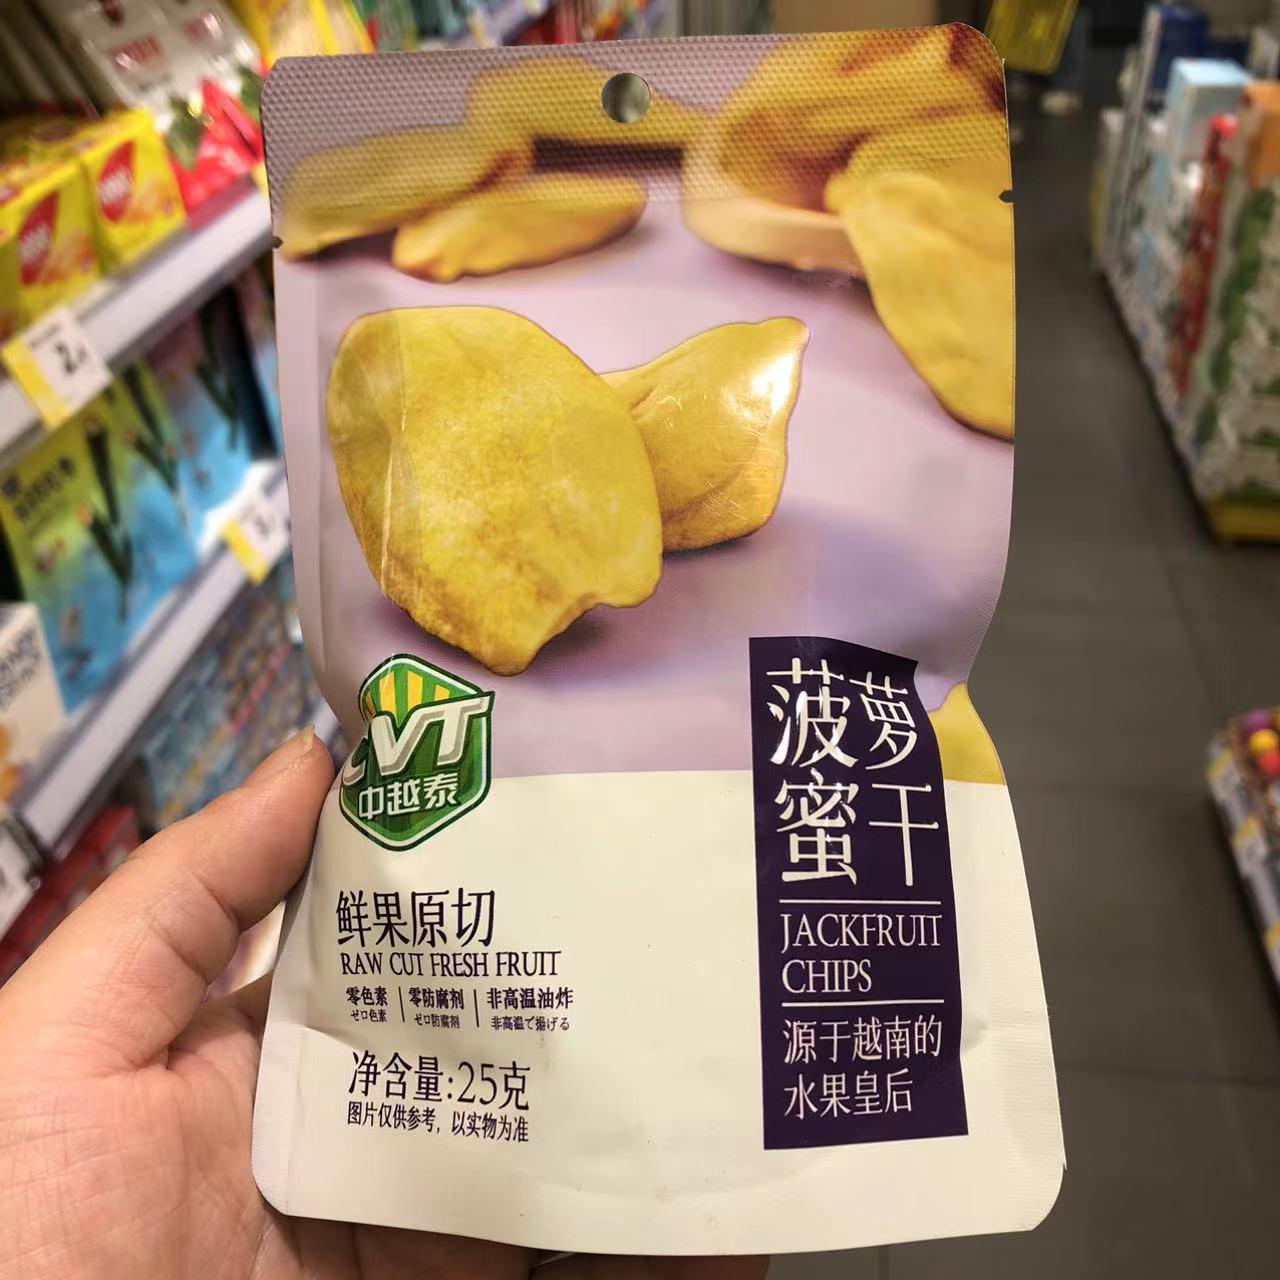 CVT
中越泰
菠萝
蜜干
JACKFRUIT
CHIPS
源于越南的
水果皇后
鲜果原切
RAW CUT FRESH FRUIT
零色素 | 零防腐剂 | 非高温油炸
ゼロ色素 | ゼロ防腐剤 | 非高温で揚げる
净含量:25克
图片仅供参考，以实物为准